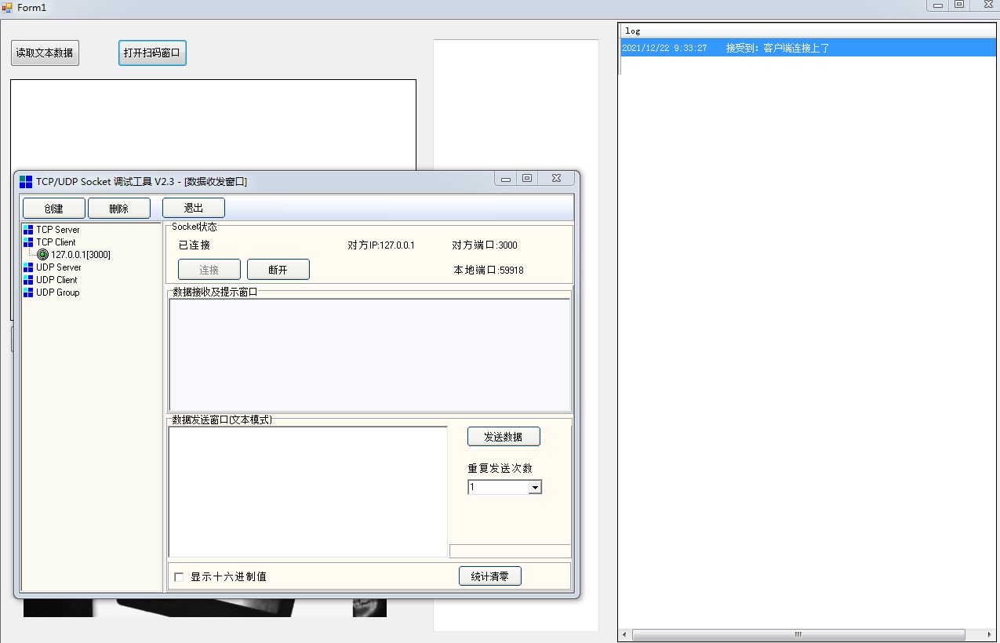 Form1
读取文本数据
打开扫码窗口
log
2021/12/22 9:33:27 接受到: 客户端连接上了
TCP/UDP Socket 调试工具 V2.3 - [数据收发窗口]
创建
删除
退出
TCP Server
TCP Client
127.0.0.1[3000]
UDP Server
UDP Client
UDP Group
Socket状态
已连接
对方IP:127.0.0.1
对方端口:3000
连接
断开
本地端口:59918
数据接收及提示窗口
数据发送窗口(文本模式)
发送数据
重复发送次数
1
显示十六进制值
统计清零